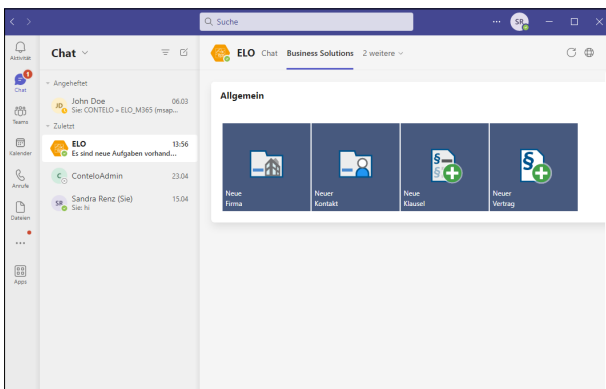 Suche
SR
Aktivität
Chat
1
Teams
Kalender
Anrufe
Dateien
Apps
Chat
Angeheftet
JD
John Doe 06.03
Sie: CONTELO » ELO_M365 (msap...
Zuletzt
ELO 13:56
Es sind neue Aufgaben vorhand...
C
ConteloAdmin 23.04
SR
Sandra Renz (Sie) 15.04
Sie: hi
ELO Chat Business Solutions 2 weitere
Allgemein
Neue
Firma
Neuer
Kontakt
§
Neue
Klausel
§
Neuer
Vertrag